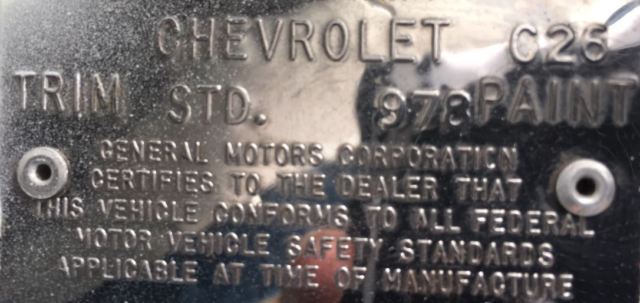 CHEVROLET C26
TRIM STD. 978 PAINT
GENERAL MOTORS CORPORATION
CERTIFIES TO THE DEALER THAT
THIS VEHICLE CONFORMS TO ALL FEDERAL
MOTOR VEHICLE SAFETY STANDARDS
APPLICABLE AT TIME OF MANUFACTURE